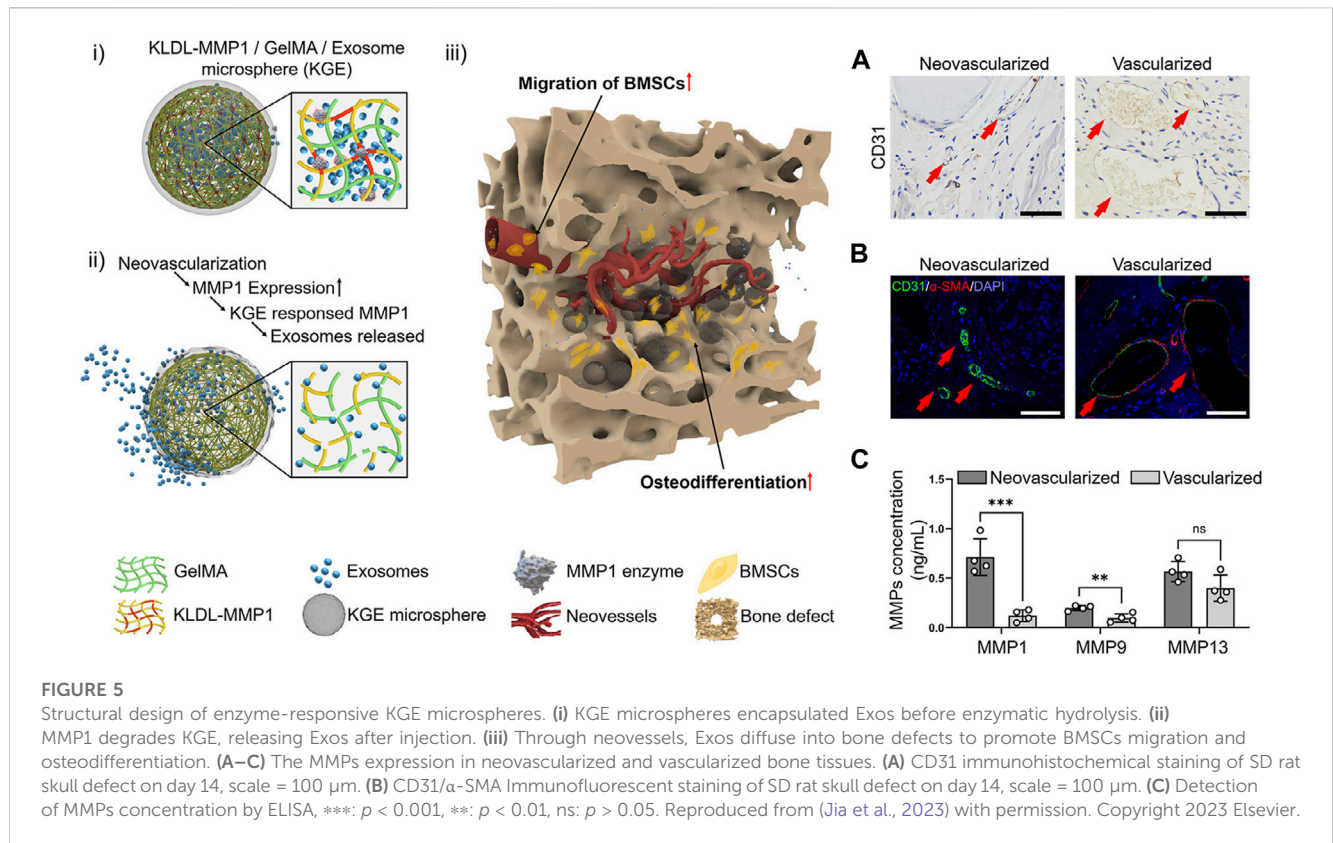 i)
KLDL-MMP1 / GelMA / Exosome
microsphere (KGE)
ii)
Neovascularization
MMP1 Expression↑
KGE responsed MMP1
Exosomes released
iii)
Migration of BMSCs↑
Osteodifferentiation↑
GelMA
Exosomes
MMP1 enzyme
BMSCs
KLDL-MMP1
KGE microsphere
Neovessels
Bone defect
A
Neovascularized
Vascularized
CD31
B
Neovascularized
Vascularized
CD31/α-SMA/DAPI
C
Neovascularized
Vascularized
MMPs concentration
(ng/mL)
1.5
1.0
0.5
0.0
***
**
ns
MMP1
MMP9
MMP13
FIGURE 5
Structural design of enzyme-responsive KGE microspheres. (i) KGE microspheres encapsulated Exos before enzymatic hydrolysis. (ii)
MMP1 degrades KGE, releasing Exos after injection. (iii) Through neovessels, Exos diffuse into bone defects to promote BMSCs migration and
osteodifferentiation. (A–C) The MMPs expression in neovascularized and vascularized bone tissues. (A) CD31 immunohistochemical staining of SD rat
skull defect on day 14, scale = 100 μm. (B) CD31/α-SMA Immunofluorescent staining of SD rat skull defect on day 14, scale = 100 μm. (C) Detection
of MMPs concentration by ELISA, ∗∗∗: p < 0.001, ∗∗: p < 0.01, ns: p > 0.05. Reproduced from (Jia et al., 2023) with permission. Copyright 2023 Elsevier.